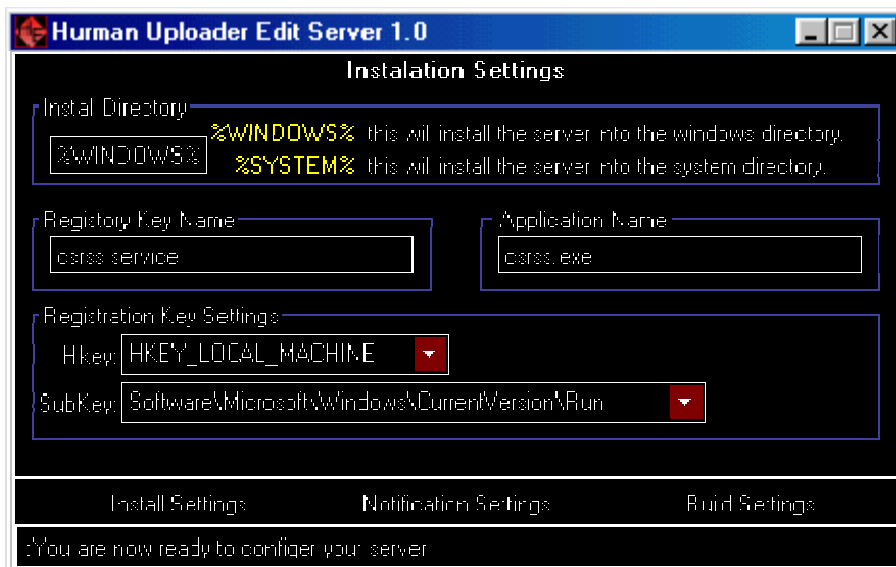 Hurman Uploader Edit Server 1.0
Instalation Settings
Instal Directory
%WINDOWS%
%WINDOWS% this will install the server into the windows directory.
%SYSTEM% this will install the server into the system directory.
Registory Key Name
csrss service
Application Name
csrss.exe
Registration Key Settings
Hkey: HKEY_LOCAL_MACHINE
SubKey: Software\Microsoft\Windows\CurrentVersion\Run
Install Settings Notification Settings Build Settings
:You are now ready to configer your server